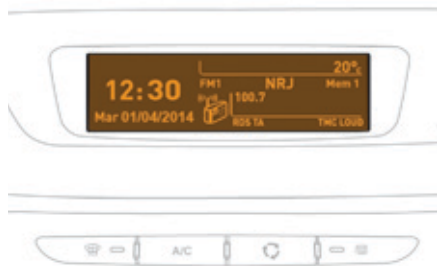 20°c
FM1 NRJ Mem 1
12:30
100.7
Mar 01/04/2014
RDS TA TMC LOUD
A/C